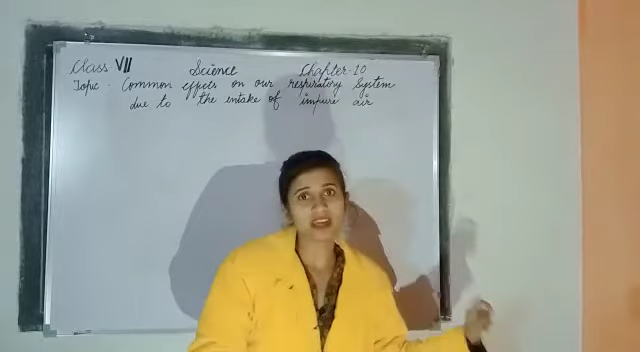 Class VII Science Chapter-10
Topic - Common effects on our respiratory System
due to the intake of impure air